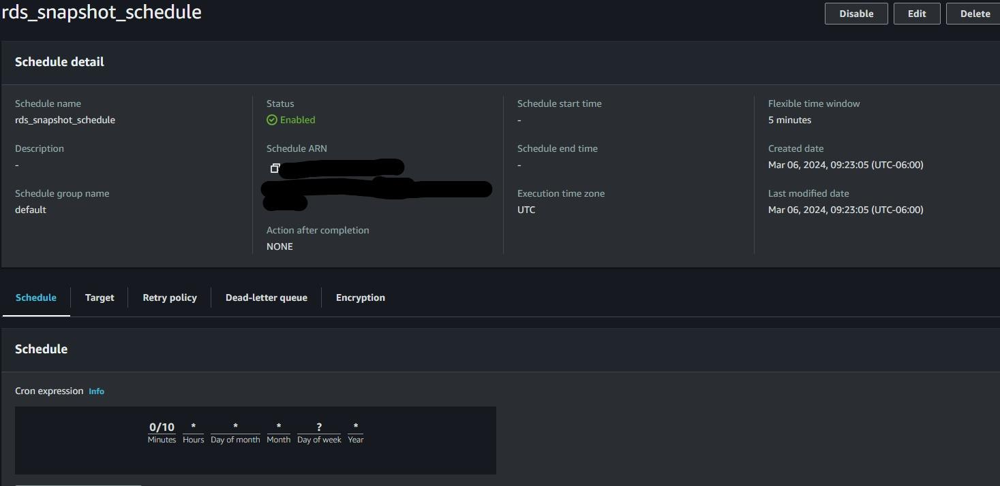 rds_snapshot_schedule
Disable
Edit
Delete
Schedule detail
Schedule name
rds_snapshot_schedule
Description
-
Schedule group name
default
Status
Enabled
Schedule ARN
Action after completion
NONE
Schedule start time
-
Schedule end time
-
Execution time zone
UTC
Flexible time window
5 minutes
Created date
Mar 06, 2024, 09:23:05 (UTC-06:00)
Last modified date
Mar 06, 2024, 09:23:05 (UTC-06:00)
Schedule
Target
Retry policy
Dead-letter queue
Encryption
Schedule
Cron expression Info
0/10 * * * ? *
Minutes Hours Day of month Month Day of week Year